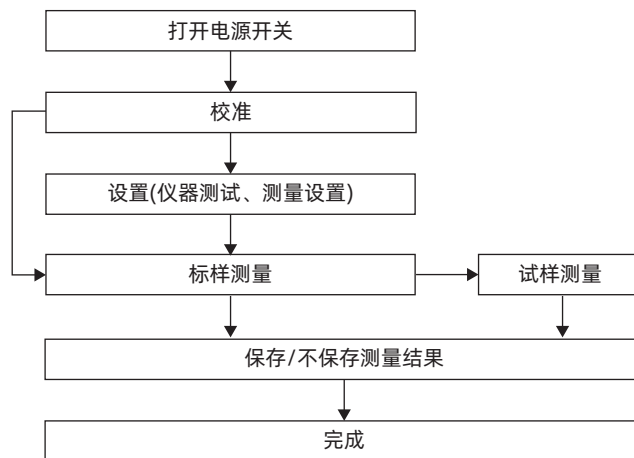 打开电源开关
校准
设置(仪器测试、测量设置)
标样测量
试样测量
保存/不保存测量结果
完成